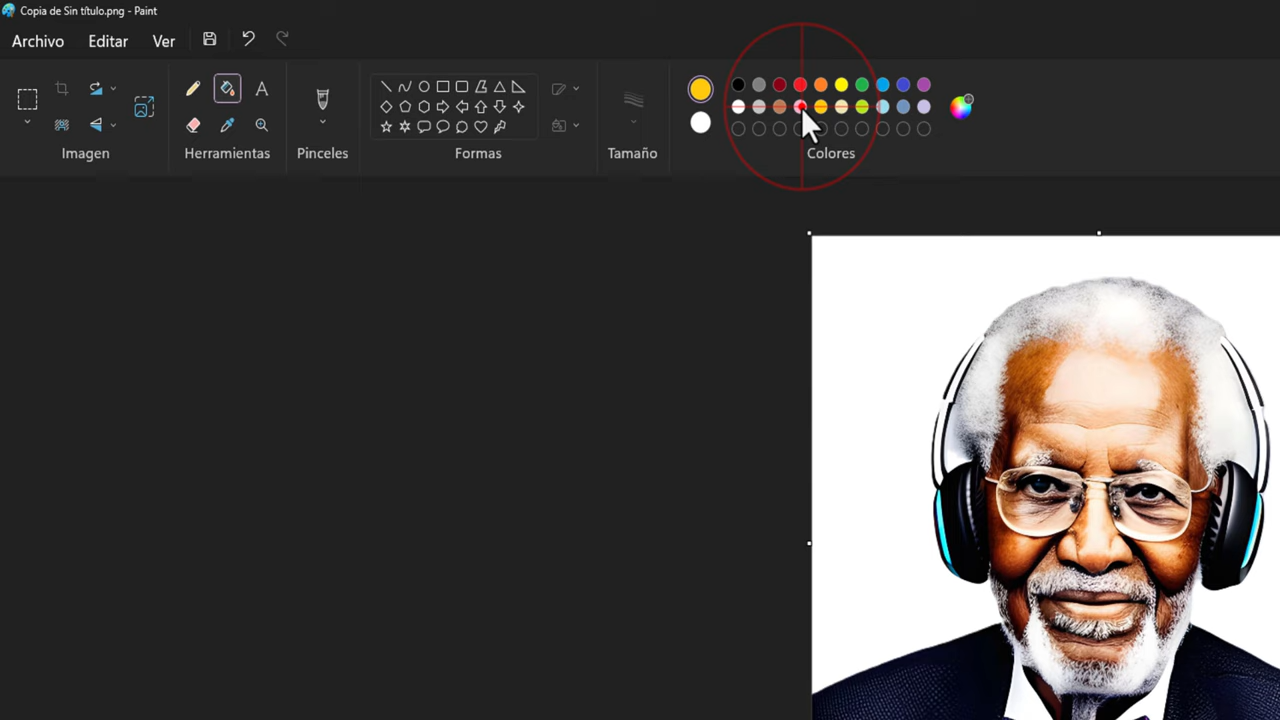 Copia de Sin título.png - Paint
Archivo Editar Ver
A
Imagen Herramientas Pinceles Formas Tamaño Colores